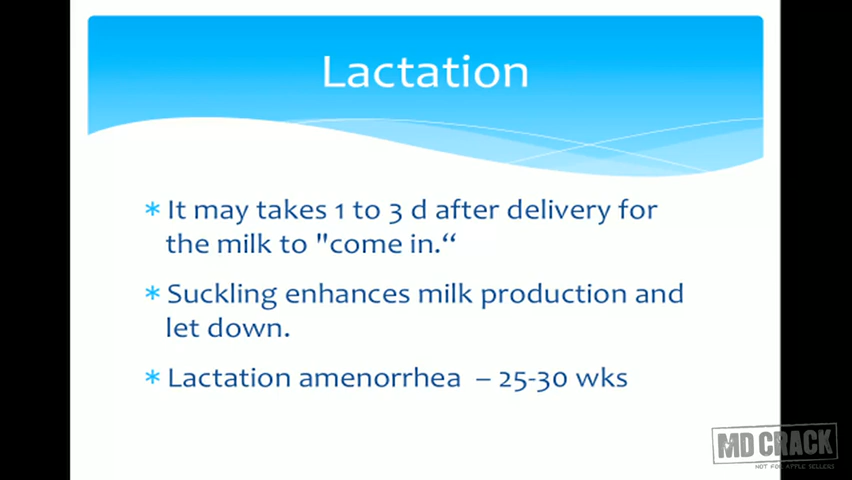 Lactation
* It may takes 1 to 3 d after delivery for
the milk to "come in.“
* Suckling enhances milk production and
let down.
* Lactation amenorrhea – 25-30 wks
MD CRACK
NOT FOR APPLE SELLERS